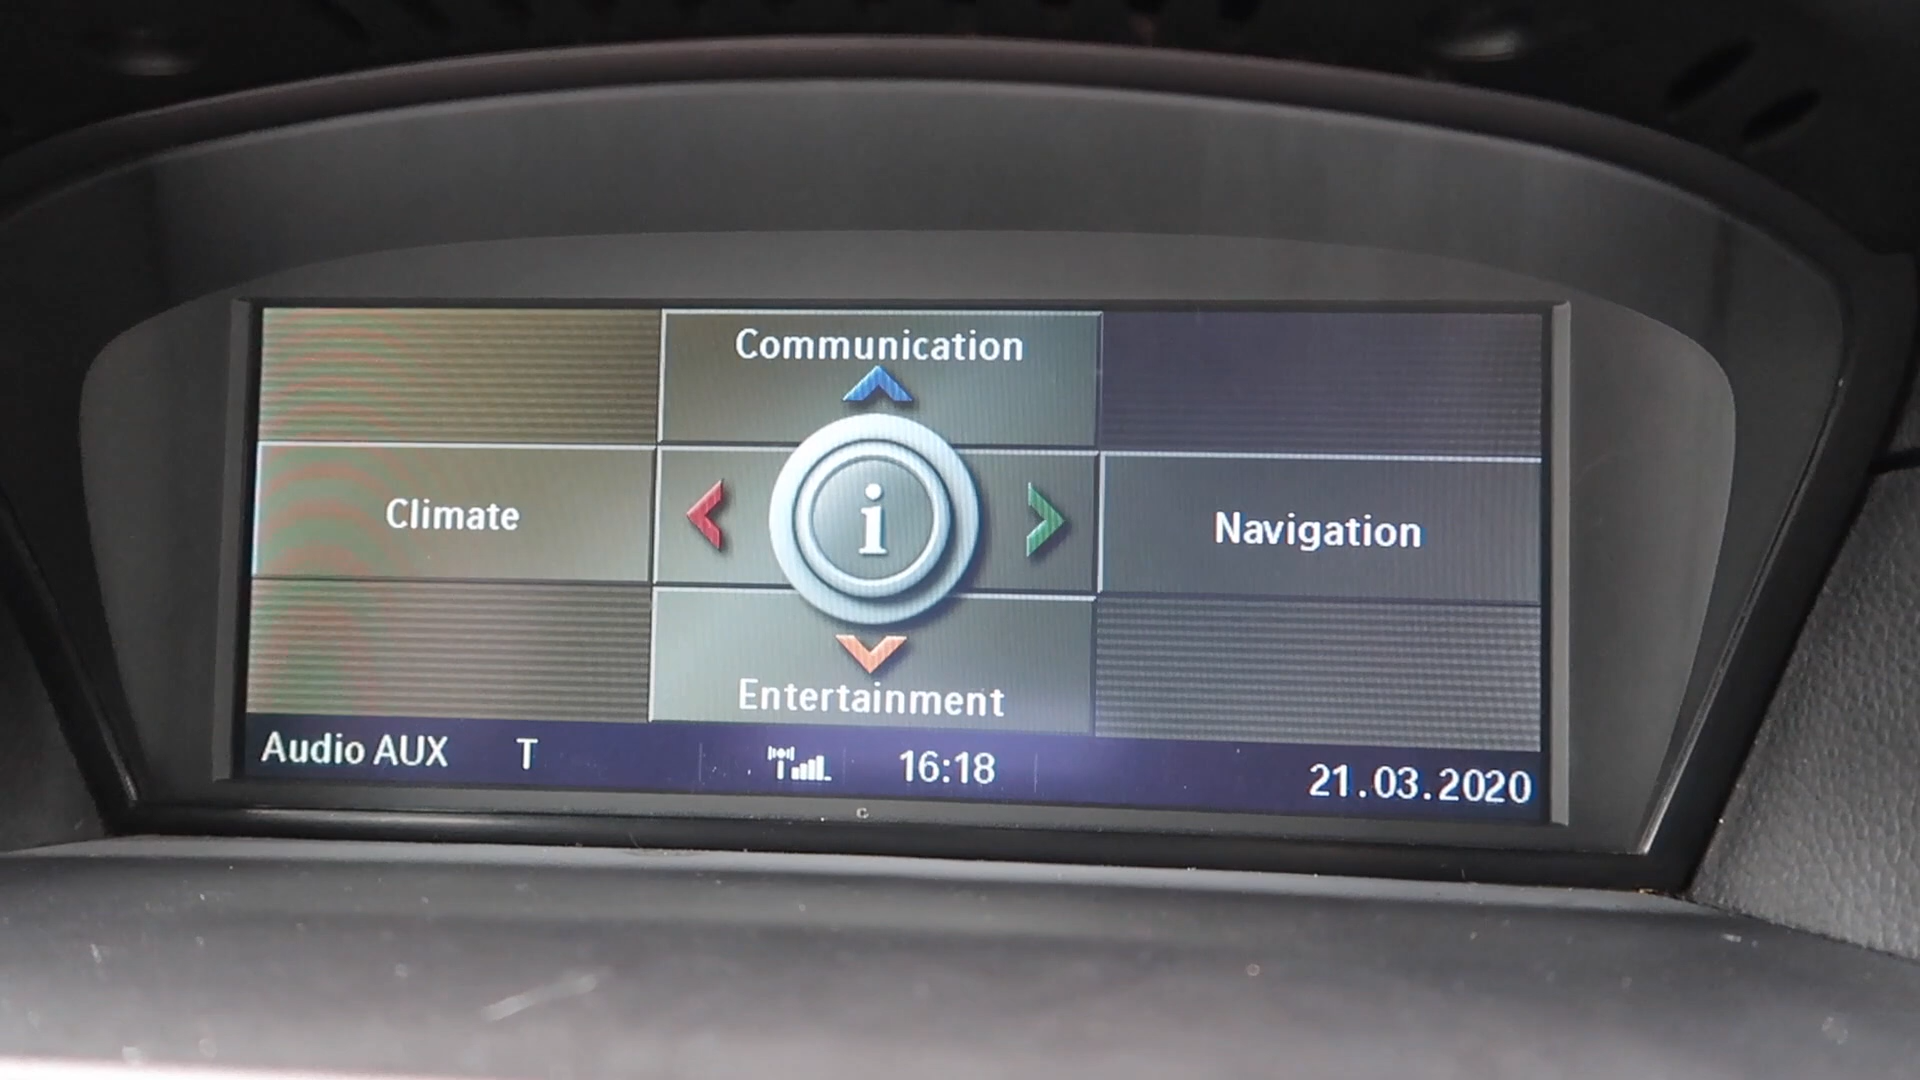 Communication
Climate
i
Navigation
Entertainment
Audio AUX T 16:18 21.03.2020